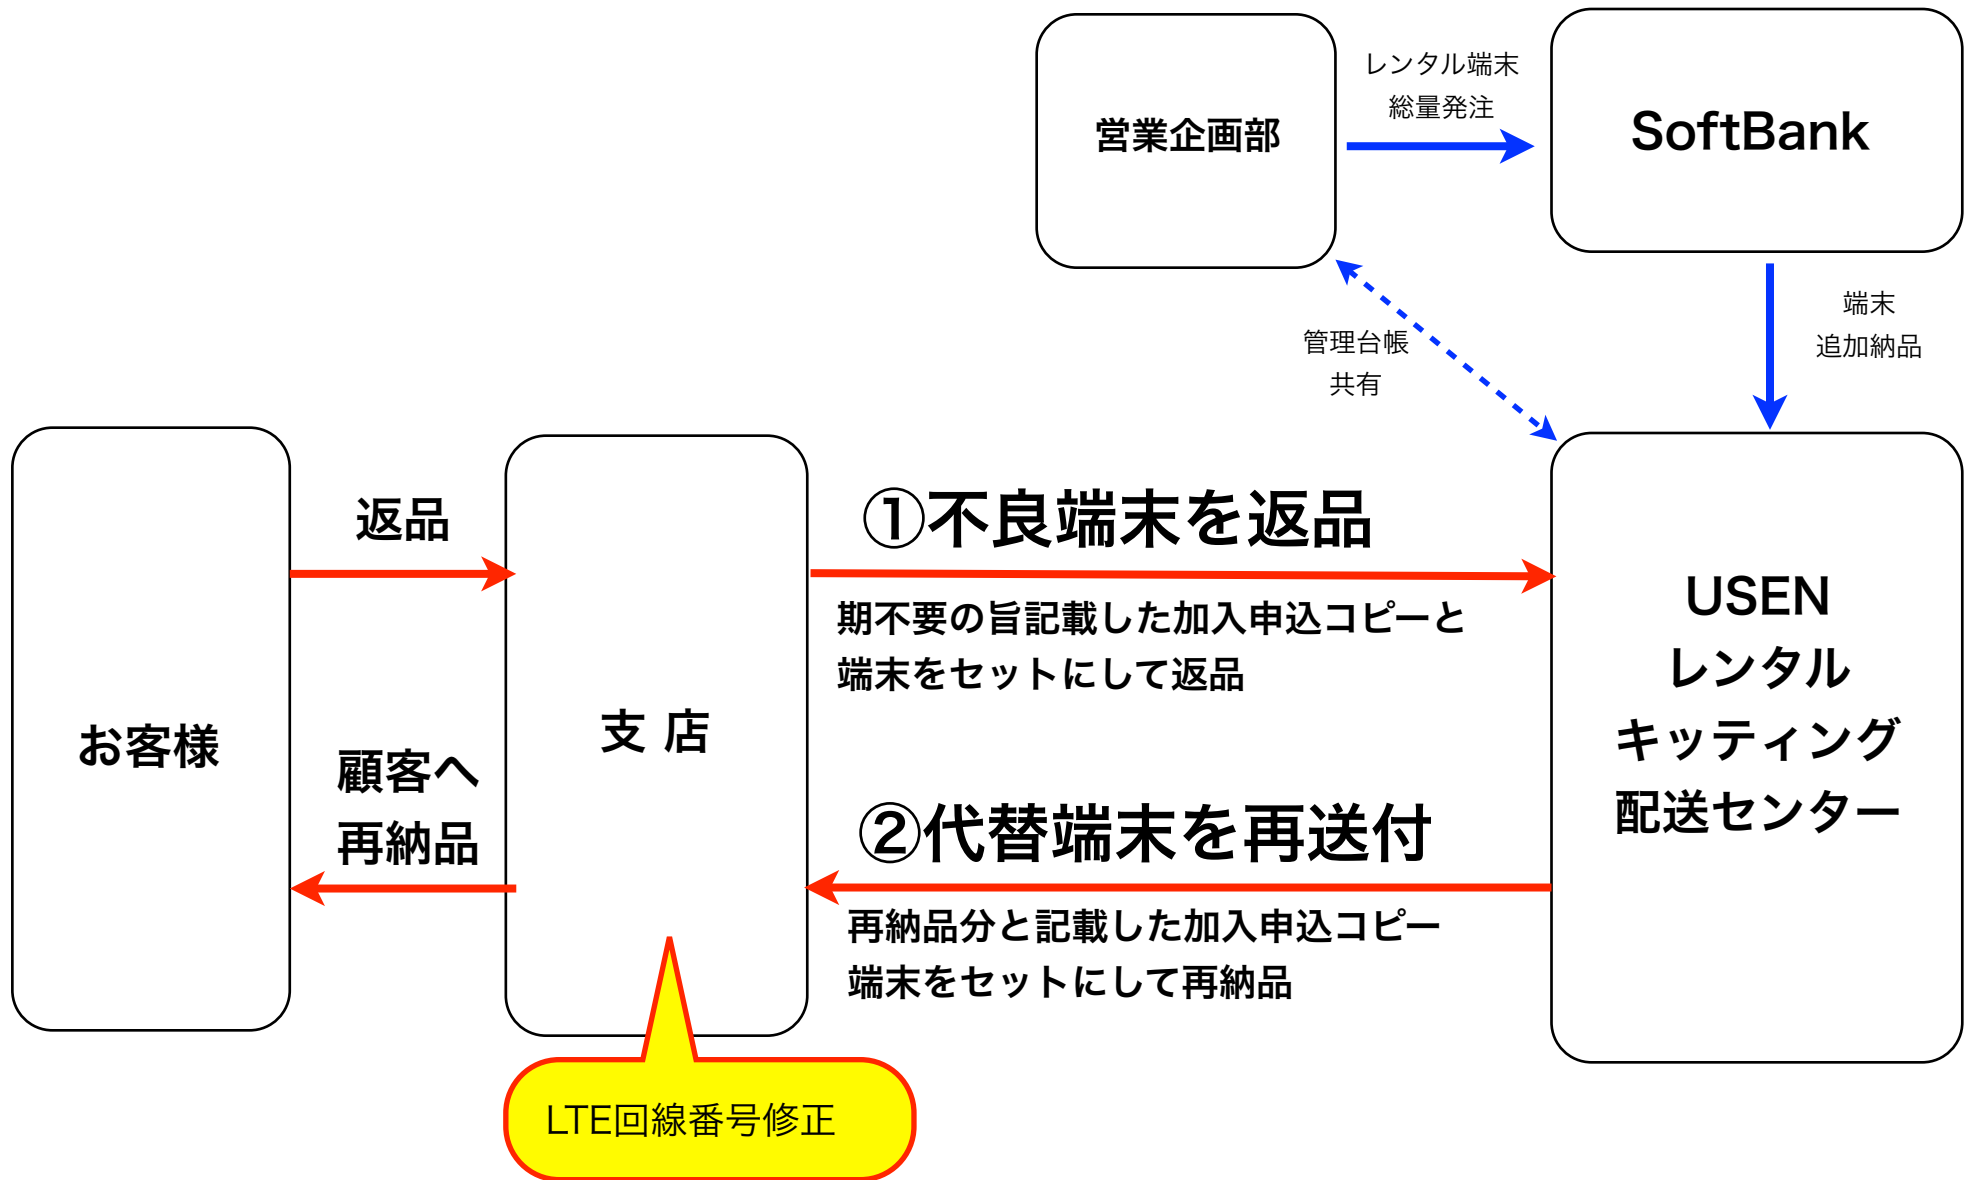 営業企画部
レンタル端末
総量発注
SoftBank
管理台帳
共有
端末
追加納品
お客様
返品
顧客へ
再納品
支 店
①不良端末を返品
期不要の旨記載した加入申込コピーと
端末をセットにして返品
②代替端末を再送付
再納品分と記載した加入申込コピー
端末をセットにして再納品
USEN
レンタル
キッティング
配送センター
LTE回線番号修正